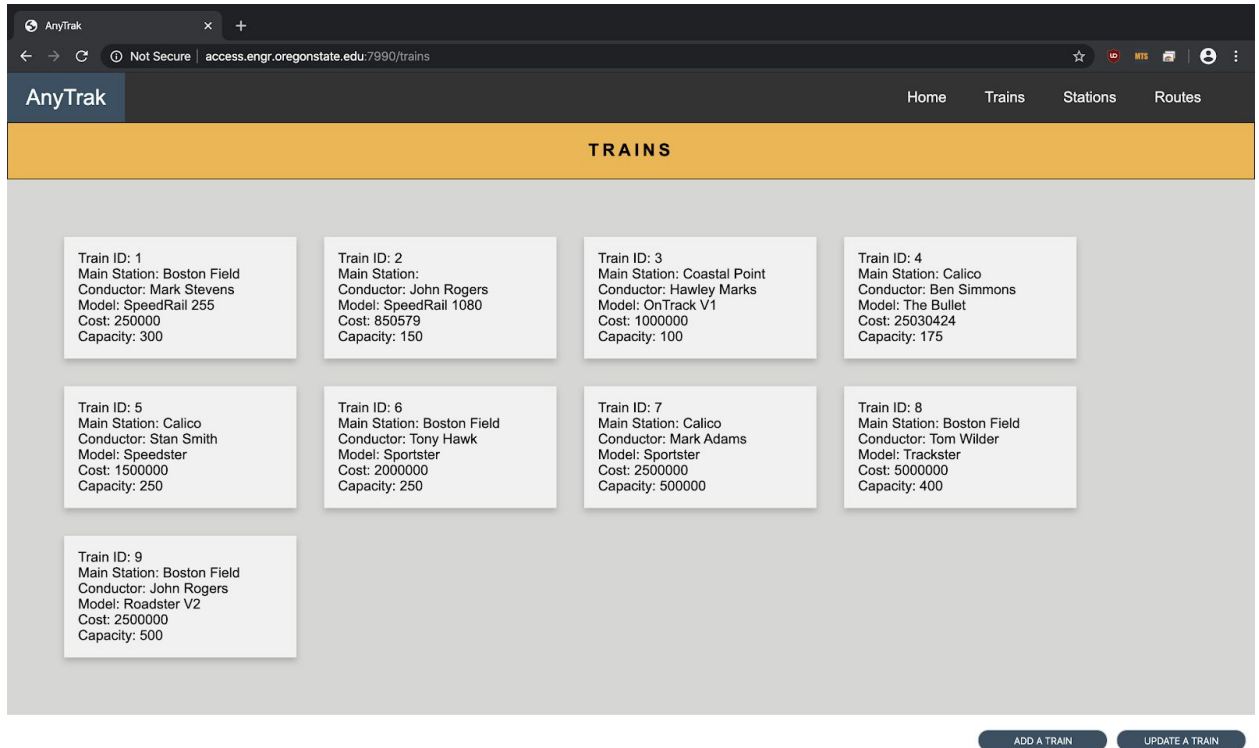 AnyTrak
Not Secure access.engr.oregonstate.edu:7990/trains
MTS
AnyTrak
Home Trains Stations Routes
TRAINS
Train ID: 1
Main Station: Boston Field
Conductor: Mark Stevens
Model: SpeedRail 255
Cost: 250000
Capacity: 300
Train ID: 2
Main Station:
Conductor: John Rogers
Model: SpeedRail 1080
Cost: 850579
Capacity: 150
Train ID: 3
Main Station: Coastal Point
Conductor: Hawley Marks
Model: OnTrack V1
Cost: 1000000
Capacity: 100
Train ID: 4
Main Station: Calico
Conductor: Ben Simmons
Model: The Bullet
Cost: 25030424
Capacity: 175
Train ID: 5
Main Station: Calico
Conductor: Stan Smith
Model: Speedster
Cost: 1500000
Capacity: 250
Train ID: 6
Main Station: Boston Field
Conductor: Tony Hawk
Model: Sportster
Cost: 2000000
Capacity: 250
Train ID: 7
Main Station: Calico
Conductor: Mark Adams
Model: Sportster
Cost: 2500000
Capacity: 500000
Train ID: 8
Main Station: Boston Field
Conductor: Tom Wilder
Model: Trackster
Cost: 5000000
Capacity: 400
Train ID: 9
Main Station: Boston Field
Conductor: John Rogers
Model: Roadster V2
Cost: 2500000
Capacity: 500
ADD A TRAIN UPDATE A TRAIN